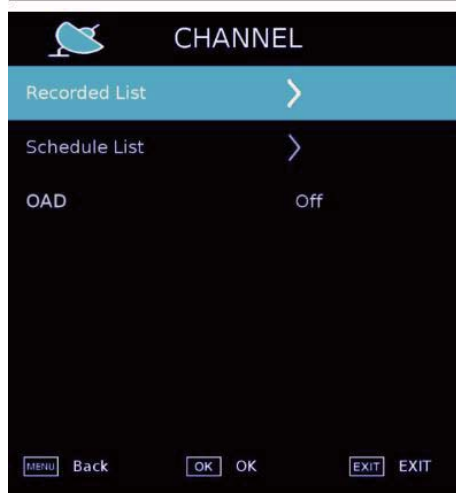 CHANNEL
Recorded List
Schedule List
OAD Off
MENU Back OK OK EXIT EXIT